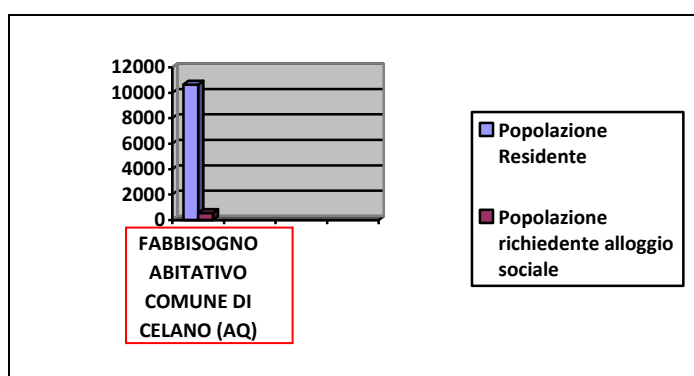 12000
10000
8000
6000
4000
2000
0
FABBISOGNO
ABITATIVO
COMUNE DI
CELANO (AQ)
Popolazione
Residente
Popolazione
richiedente alloggio
sociale